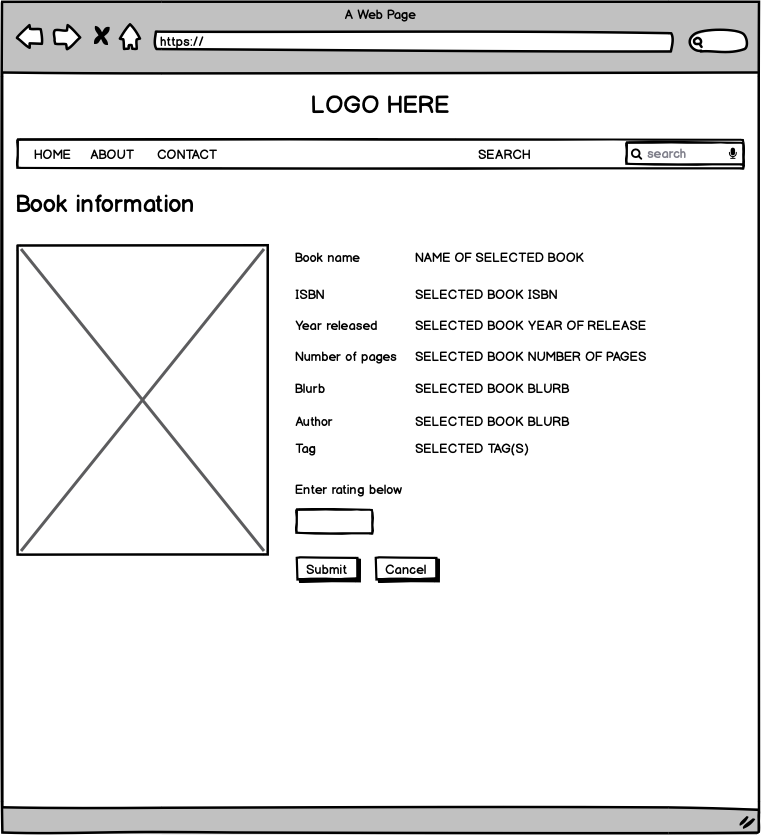 A Web Page
https://
LOGO HERE
HOME ABOUT CONTACT SEARCH search
Book information
Book name NAME OF SELECTED BOOK
ISBN SELECTED BOOK ISBN
Year released SELECTED BOOK YEAR OF RELEASE
Number of pages SELECTED BOOK NUMBER OF PAGES
Blurb SELECTED BOOK BLURB
Author SELECTED BOOK BLURB
Tag SELECTED TAG(S)
Enter rating below
Submit Cancel